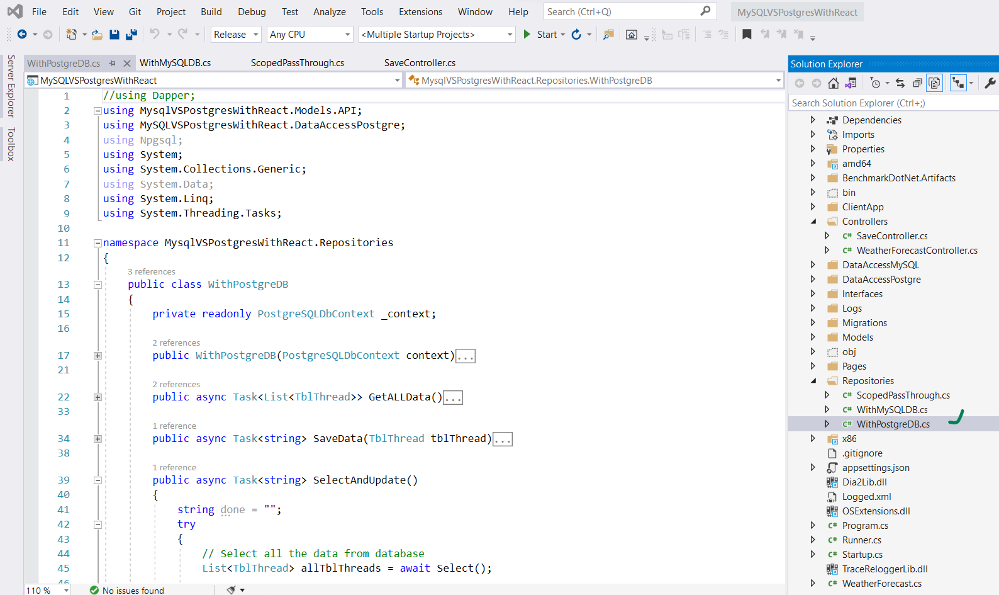 File Edit View Git Project Build Debug Test Analyze Tools Extensions Window Help Search (Ctrl+Q) MySQLVSPostgresWithReact
Release Any CPU <Multiple Startup Projects> Start
Server Explorer
Toolbox
WithPostgreDB.cs WithMySQLDB.cs ScopedPassThrough.cs SaveController.cs
MySQLVSPostgresWithReact MysqlVSPostgresWithReact.Repositories.WithPostgreDB
1 //using Dapper;
2 using MysqlVSPostgresWithReact.Models.API;
3 using MySQLVSPostgresWithReact.DataAccessPostgre;
4 using Npgsql;
5 using System;
6 using System.Collections.Generic;
7 using System.Data;
8 using System.Linq;
9 using System.Threading.Tasks;
10
11 namespace MysqlVSPostgresWithReact.Repositories
12 {
3 references
13 public class WithPostgreDB
14 {
15 private readonly PostgreSQLDbContext _context;
16
2 references
17 public WithPostgreDB(PostgreSQLDbContext context)...
21
2 references
22 public async Task<List<TblThread>> GetALLData()...
33
1 reference
34 public async Task<string> SaveData(TblThread tblThread)...
38
1 reference
39 public async Task<string> SelectAndUpdate()
40 {
41 string done = "";
42 try
43 {
44 // Select all the data from database
45 List<TblThread> allTblThreads = await Select();
46
110 % No issues found
Solution Explorer
Search Solution Explorer (Ctrl+;)
Dependencies
Imports
Properties
amd64
BenchmarkDotNet.Artifacts
bin
ClientApp
Controllers
C# SaveController.cs
C# WeatherForecastController.cs
DataAccessMySQL
DataAccessPostgre
Interfaces
Logs
Migrations
Models
obj
Pages
Repositories
C# ScopedPassThrough.cs
C# WithMySQLDB.cs
C# WithPostgreDB.cs
x86
.gitignore
appsettings.json
Dia2Lib.dll
Logged.xml
OSExtensions.dll
C# Program.cs
C# Runner.cs
C# Startup.cs
TraceReloggerLib.dll
C# WeatherForecast.cs